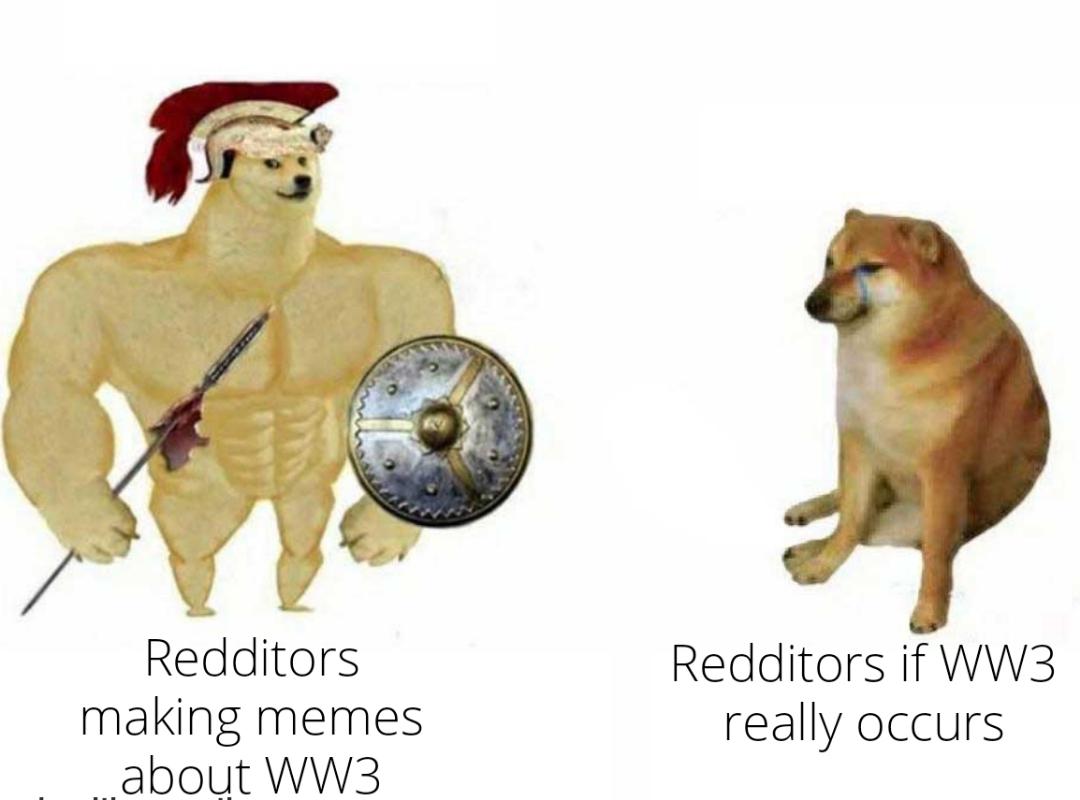 Redditors
making memes
about WW3
Redditors if WW3
really occurs